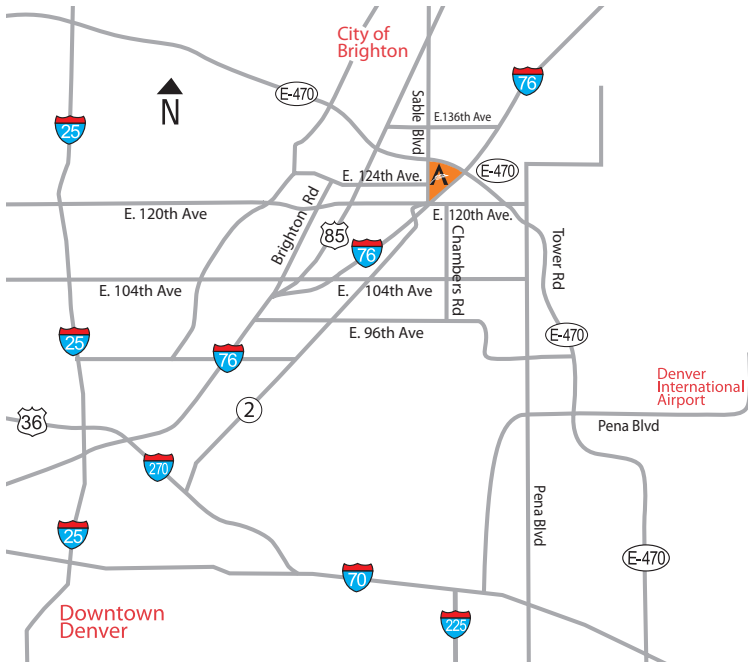 City of
Brighton
E-470
76
25
Sable Blvd
E.136th Ave
N
E. 124th Ave.
A
E-470
E. 120th Ave
E. 120th Ave.
Brighton Rd
85
76
Chambers Rd
Tower Rd
E. 104th Ave
E. 104th Ave
E. 96th Ave
E-470
25
76
Denver
International
Airport
2
36
Pena Blvd
270
Pena Blvd
25
E-470
70
Downtown
Denver
225